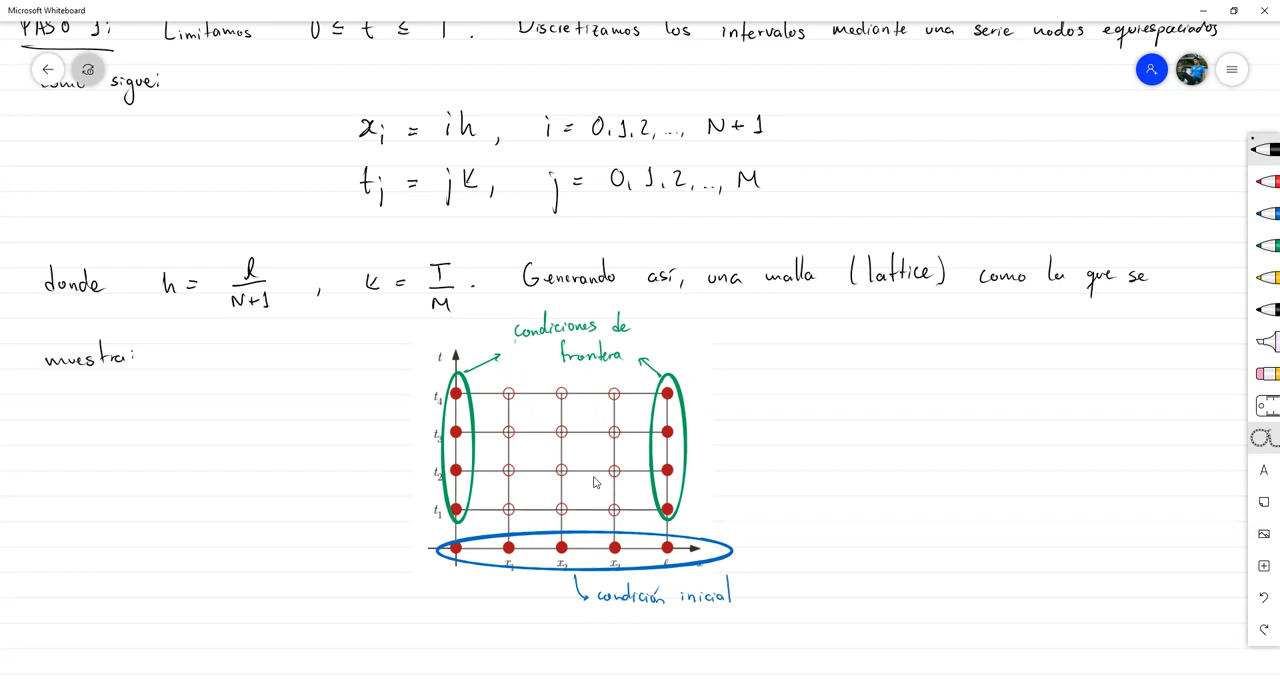 Microsoft Whiteboard
PASO 1: Limitamos 0 ≤ t ≤ T. Discretizamos los intervalos mediante una serie nodos equiespaciados
como sigue:
x_i = ih, i = 0,1,2,..., N+1
t_j = jk, j = 0,1,2,..., M
donde h = ℓ/(N+1), k = T/M. Generando así, una malla (lattice) como la que se
muestra:
condiciones de
frontera
t
t_4
t_3
t_2
t_1
x_1 x_2 x_3 ℓ x
condición inicial
A